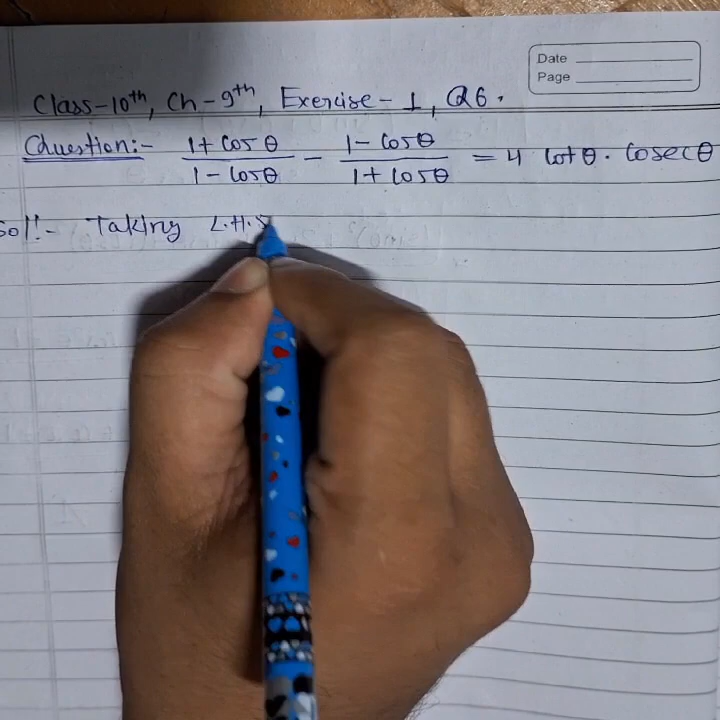 Date
Page
Class-10th, Ch-9th, Exercise-1, Q6.
Question:- (1+cosθ)/(1-cosθ) - (1-cosθ)/(1+cosθ) = 4 cotθ. cosecθ
Sol!:- Taking L.H.S